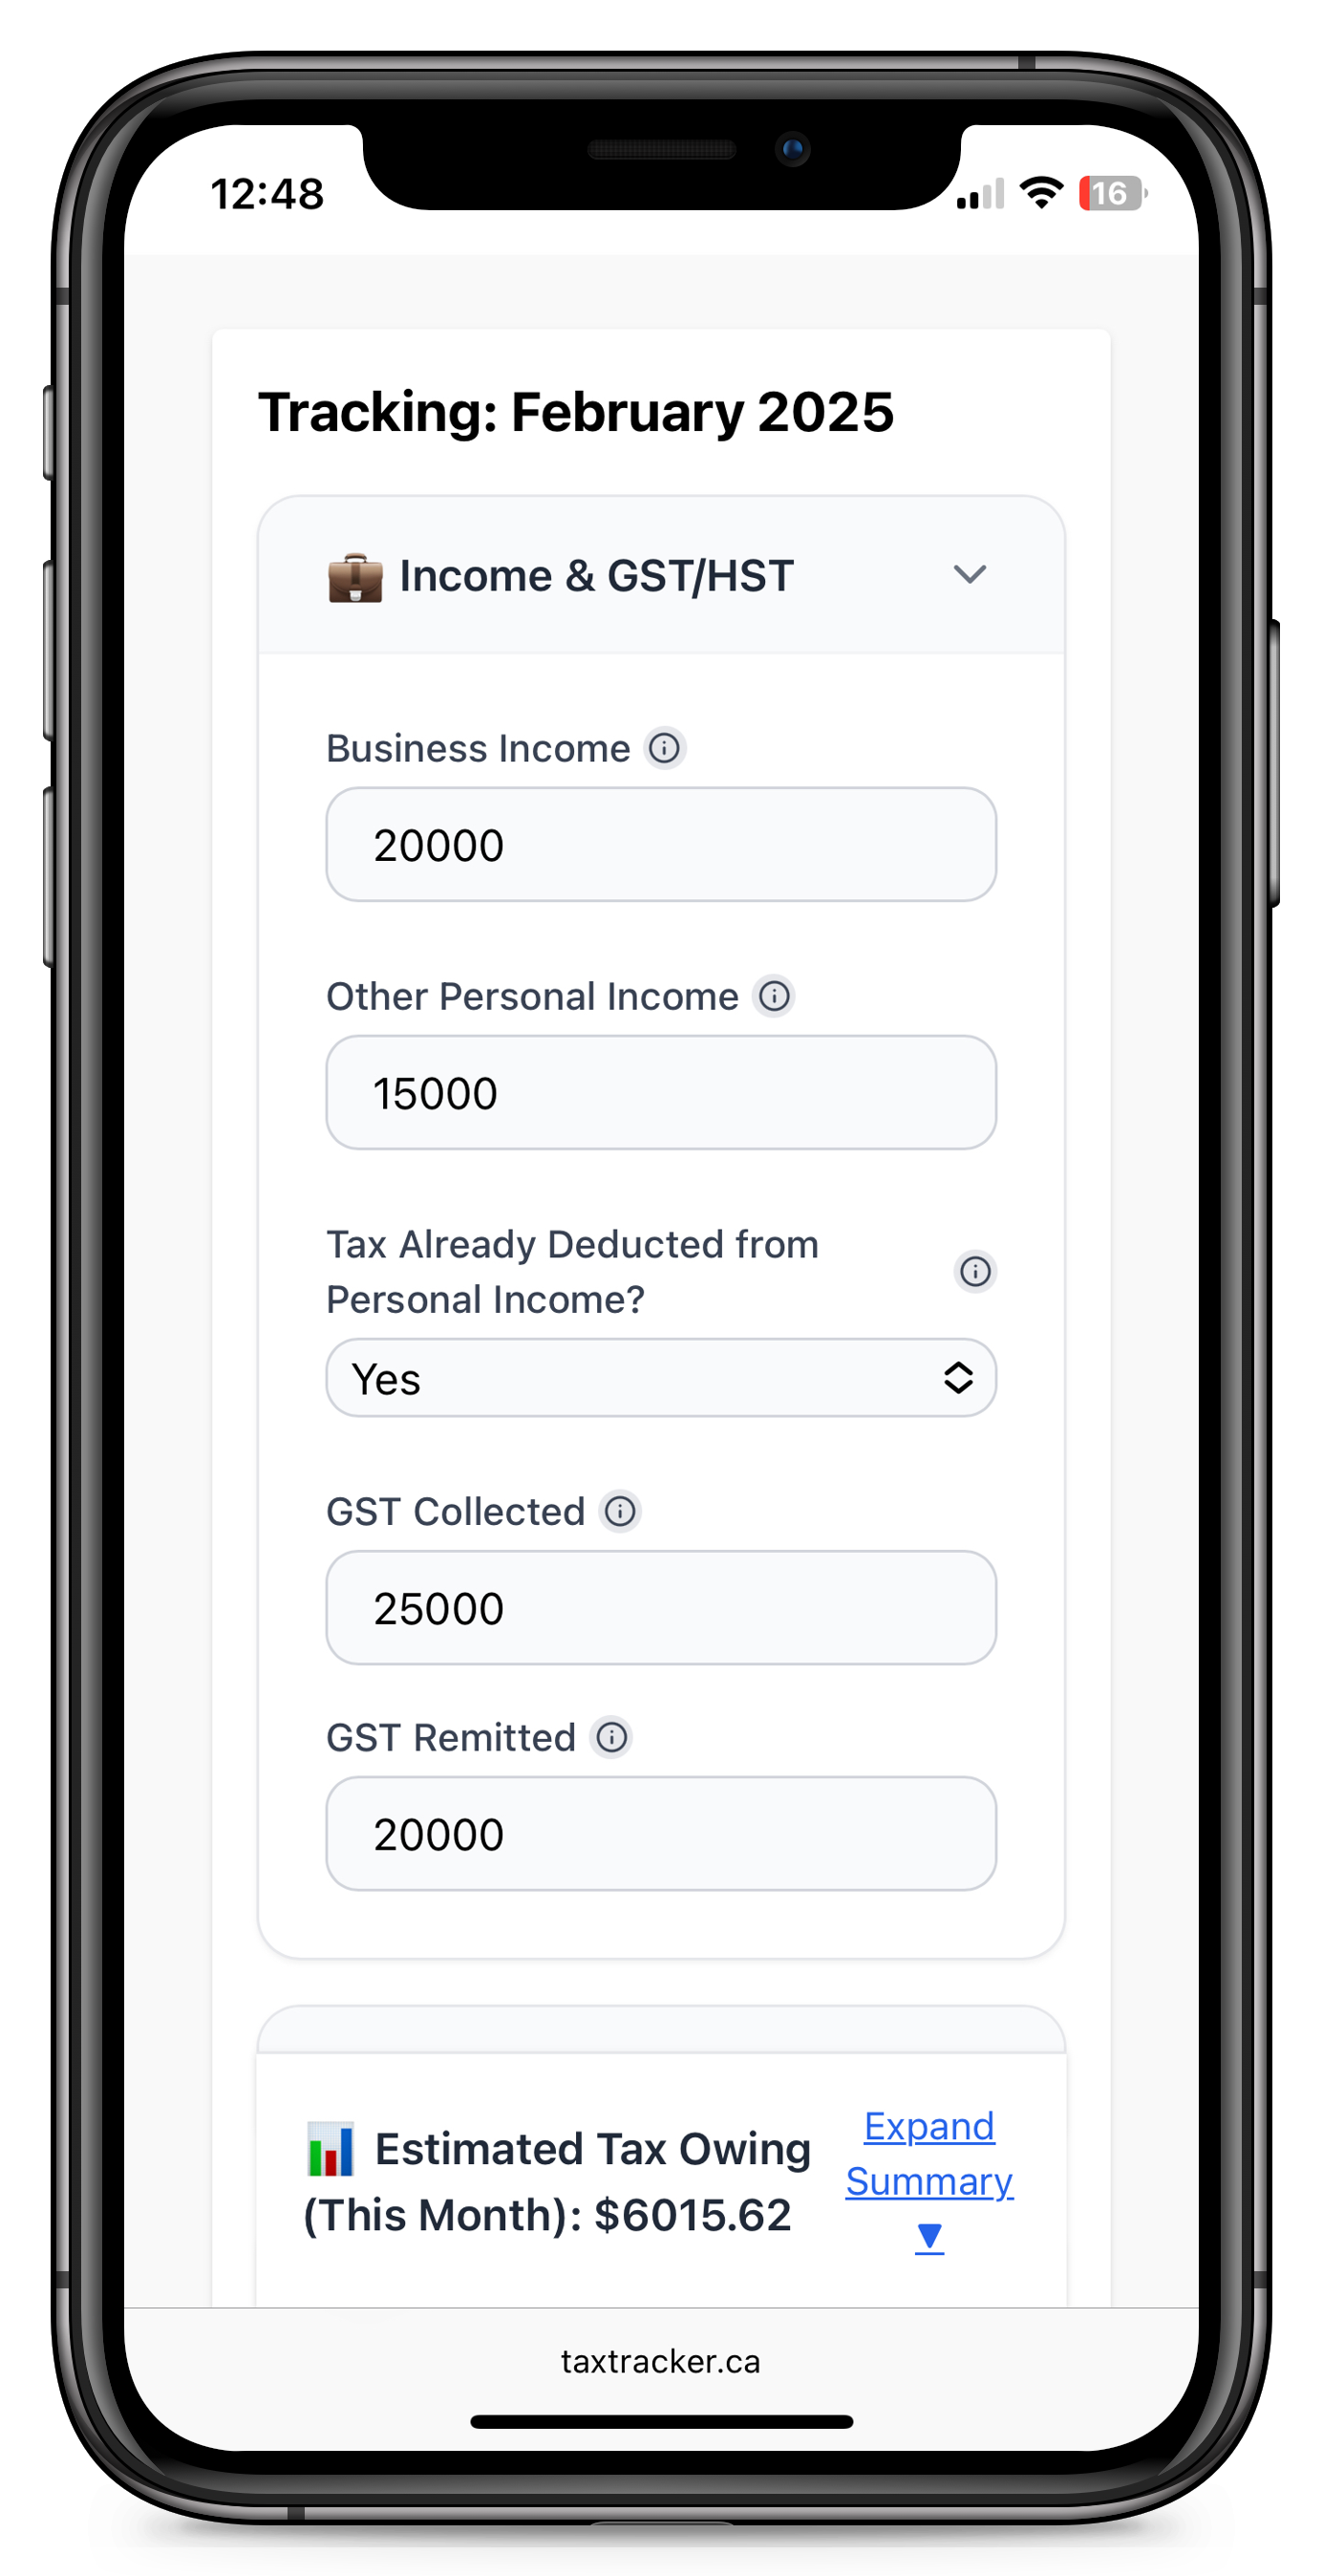 12:48
16
Tracking: February 2025
Income & GST/HST
Business Income
20000
Other Personal Income
15000
Tax Already Deducted from
Personal Income?
Yes
GST Collected
25000
GST Remitted
20000
Estimated Tax Owing
(This Month): $6015.62
Expand
Summary
▼
taxtracker.ca